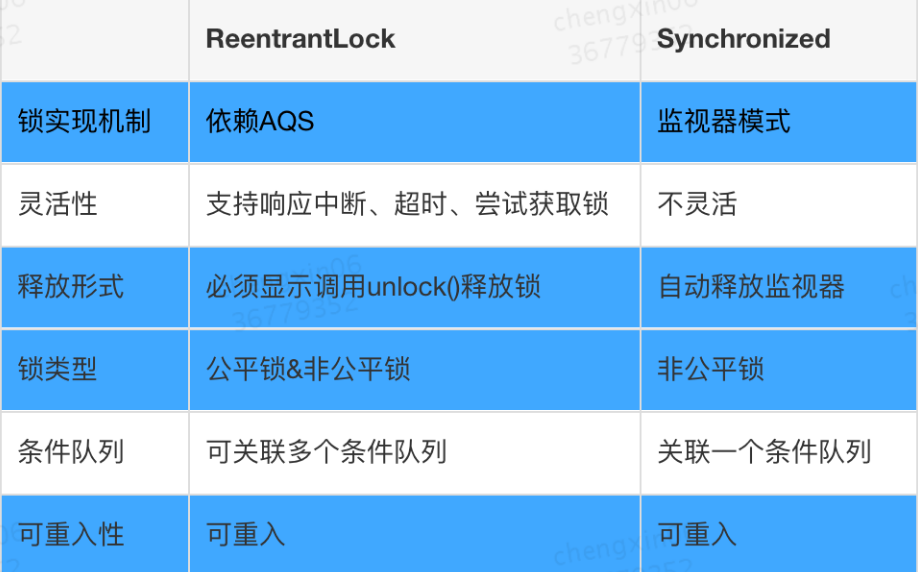 ReentrantLock Synchronized
锁实现机制 依赖AQS 监视器模式
灵活性 支持响应中断、超时、尝试获取锁 不灵活
释放形式 必须显示调用unlock()释放锁 自动释放监视器
锁类型 公平锁&非公平锁 非公平锁
条件队列 可关联多个条件队列 关联一个条件队列
可重入性 可重入 可重入
chengxin06
36779352